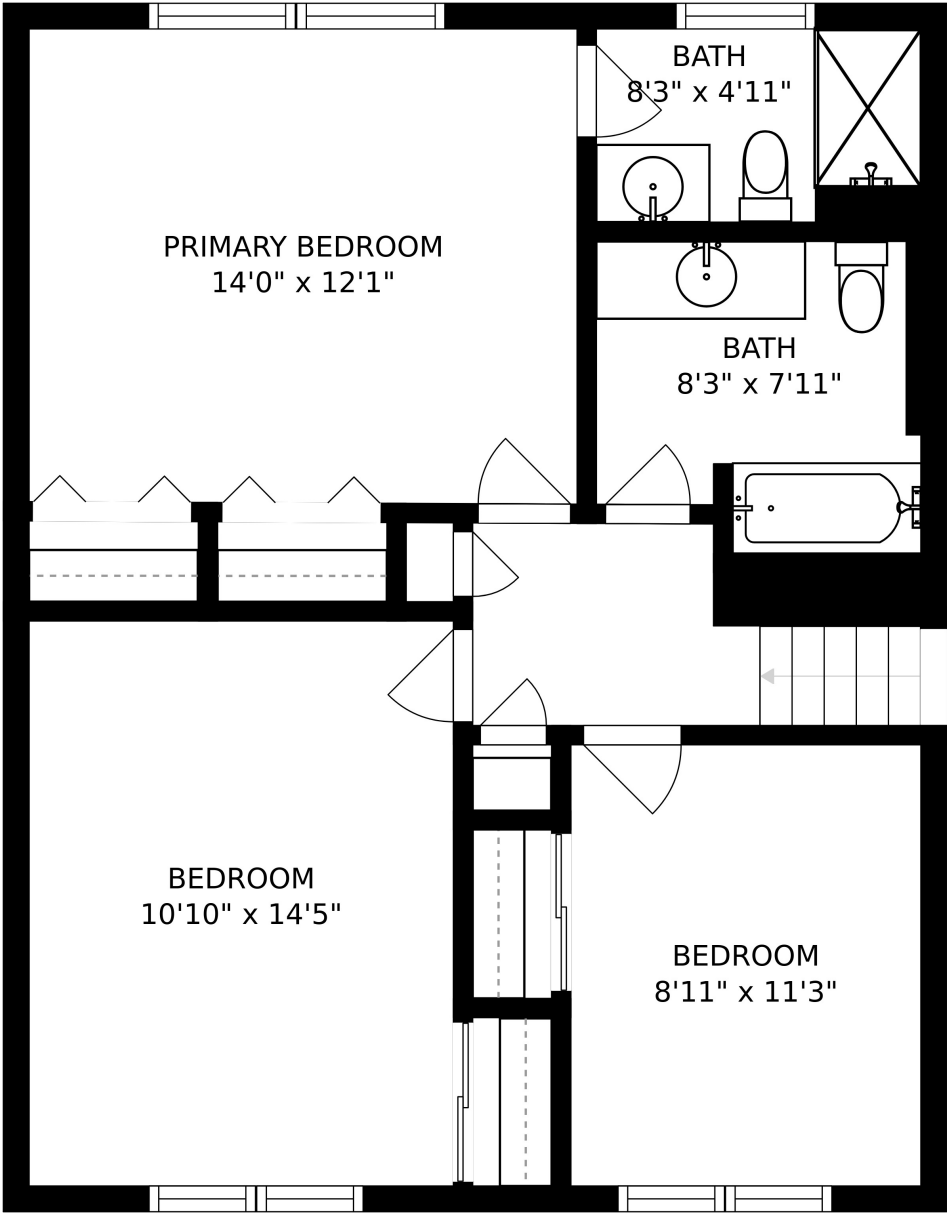 BATH
8'3" x 4'11"
PRIMARY BEDROOM
14'0" x 12'1"
BATH
8'3" x 7'11"
BEDROOM
10'10" x 14'5"
BEDROOM
8'11" x 11'3"